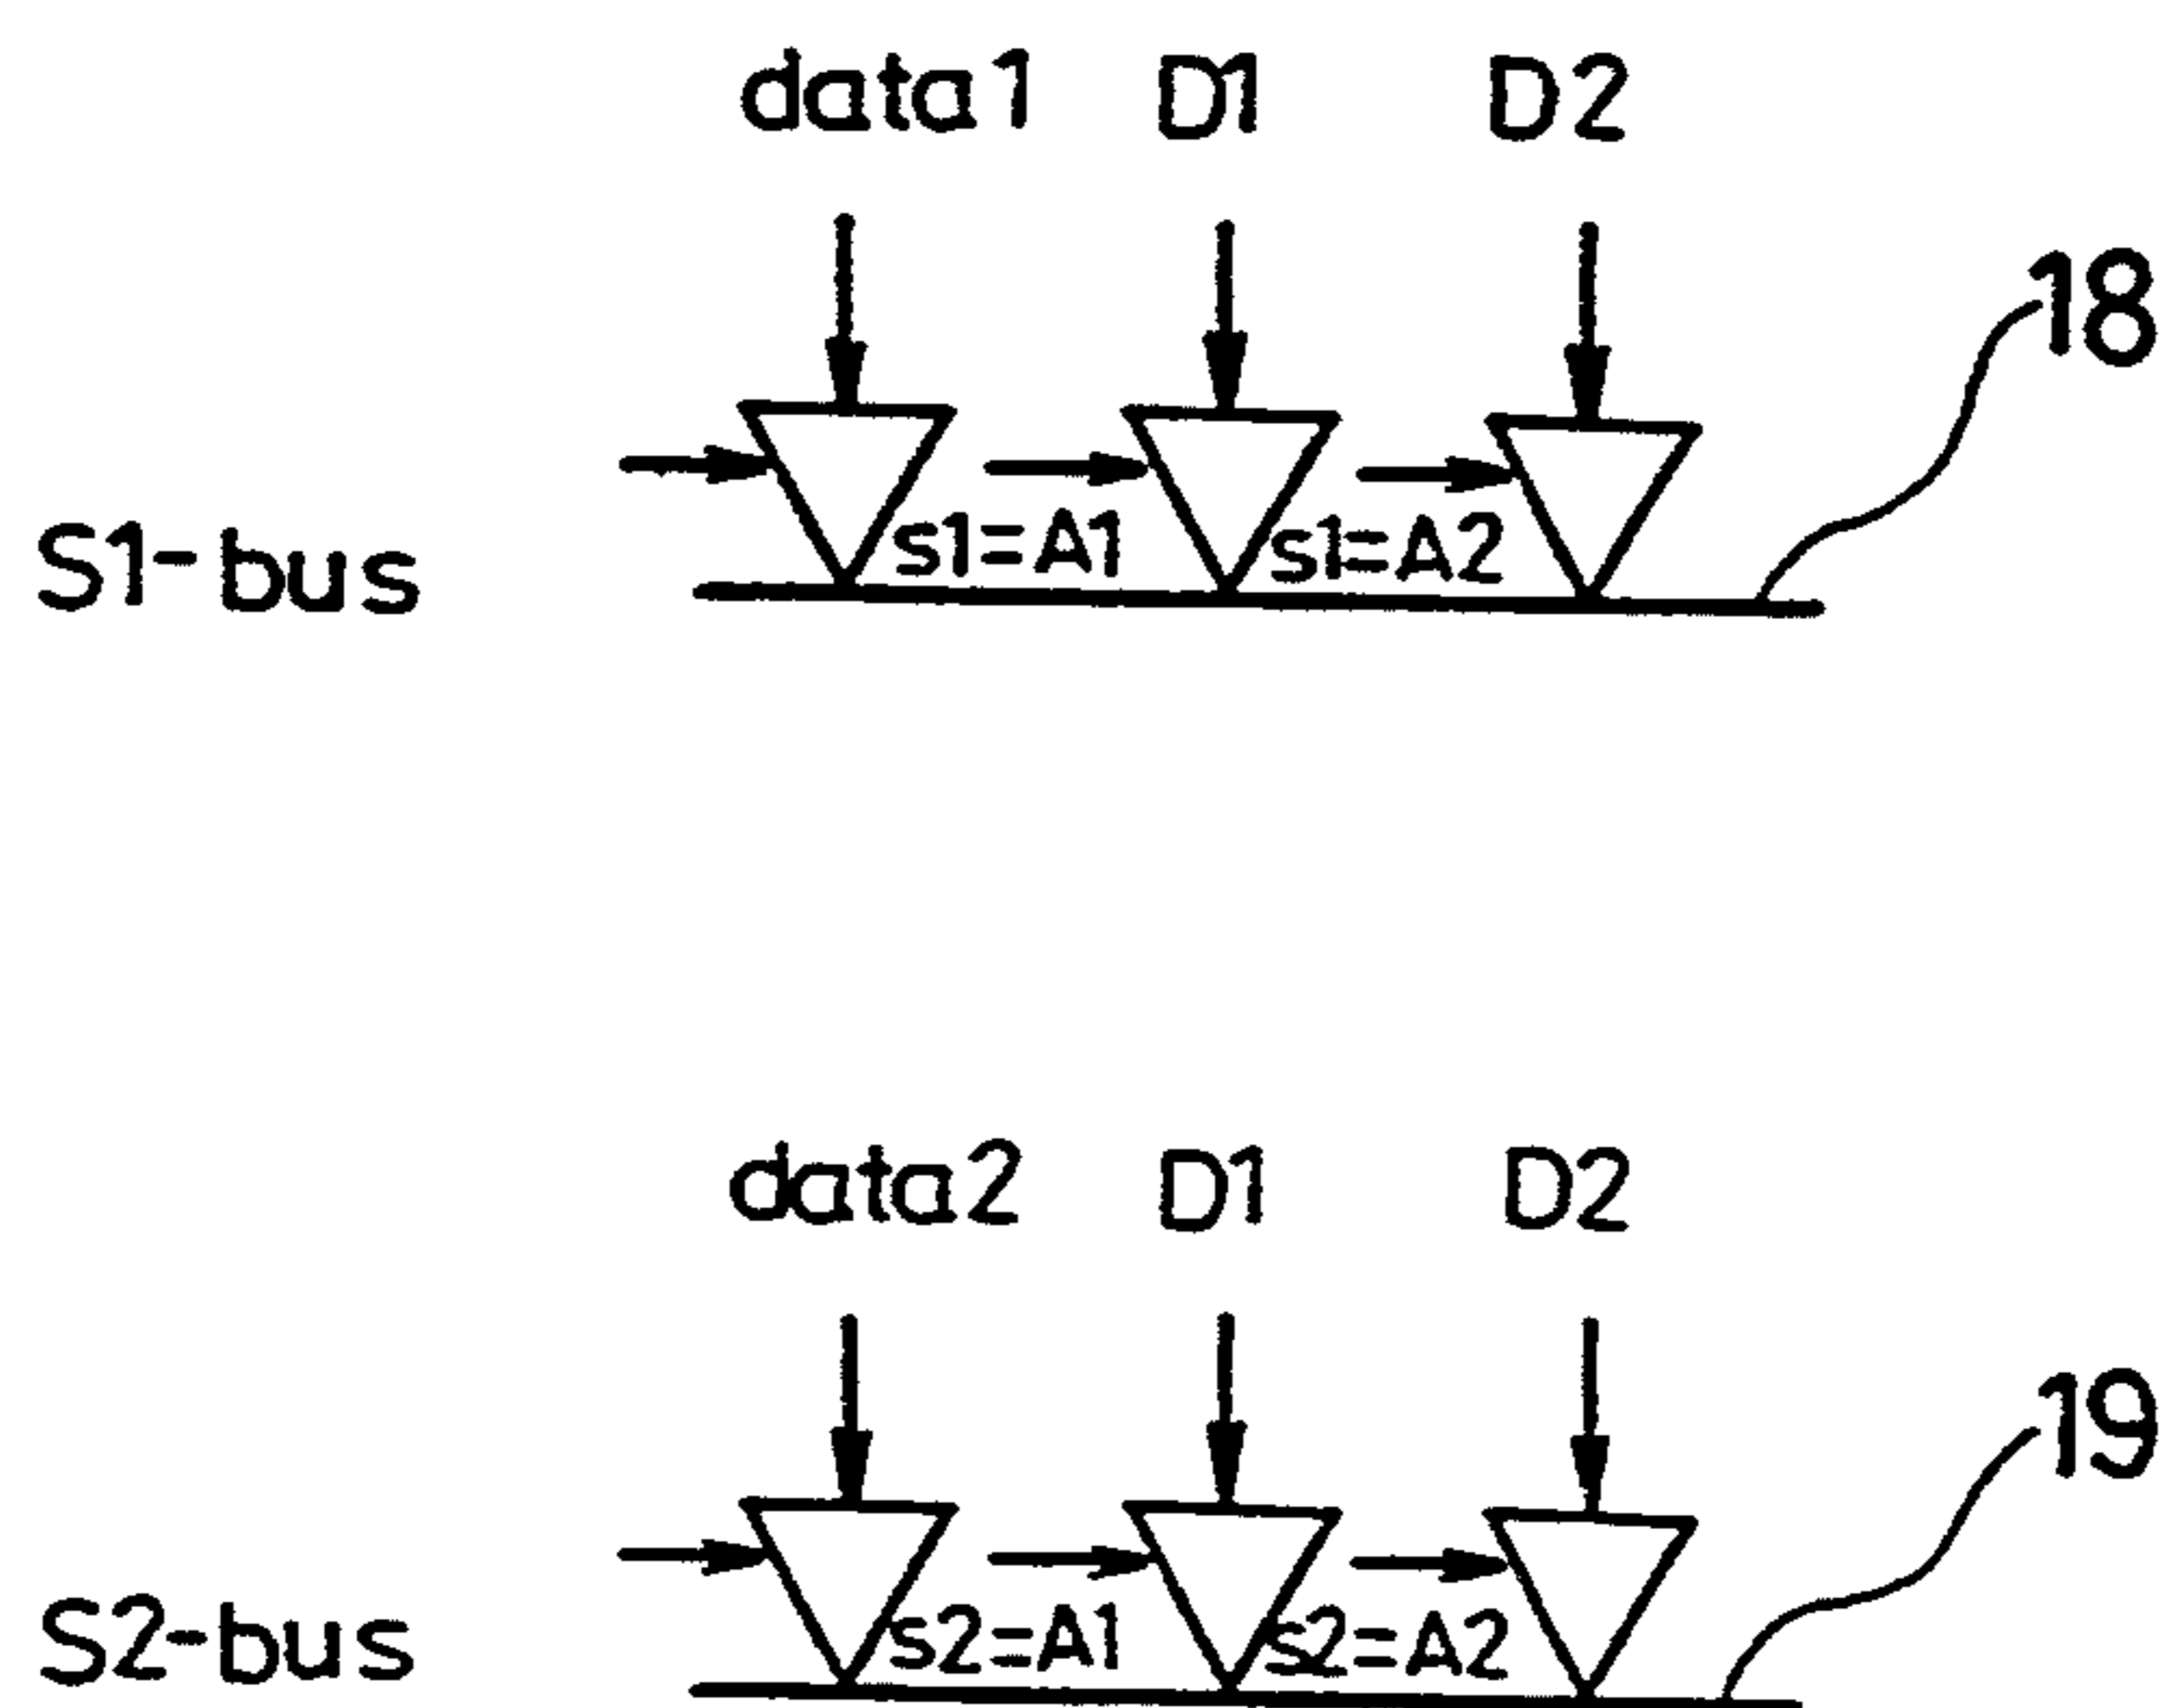 data1 D1 D2
18
S1-bus s1=A1 s1=A2
data2 D1 D2
19
S2-bus s2=A1 s2=A2